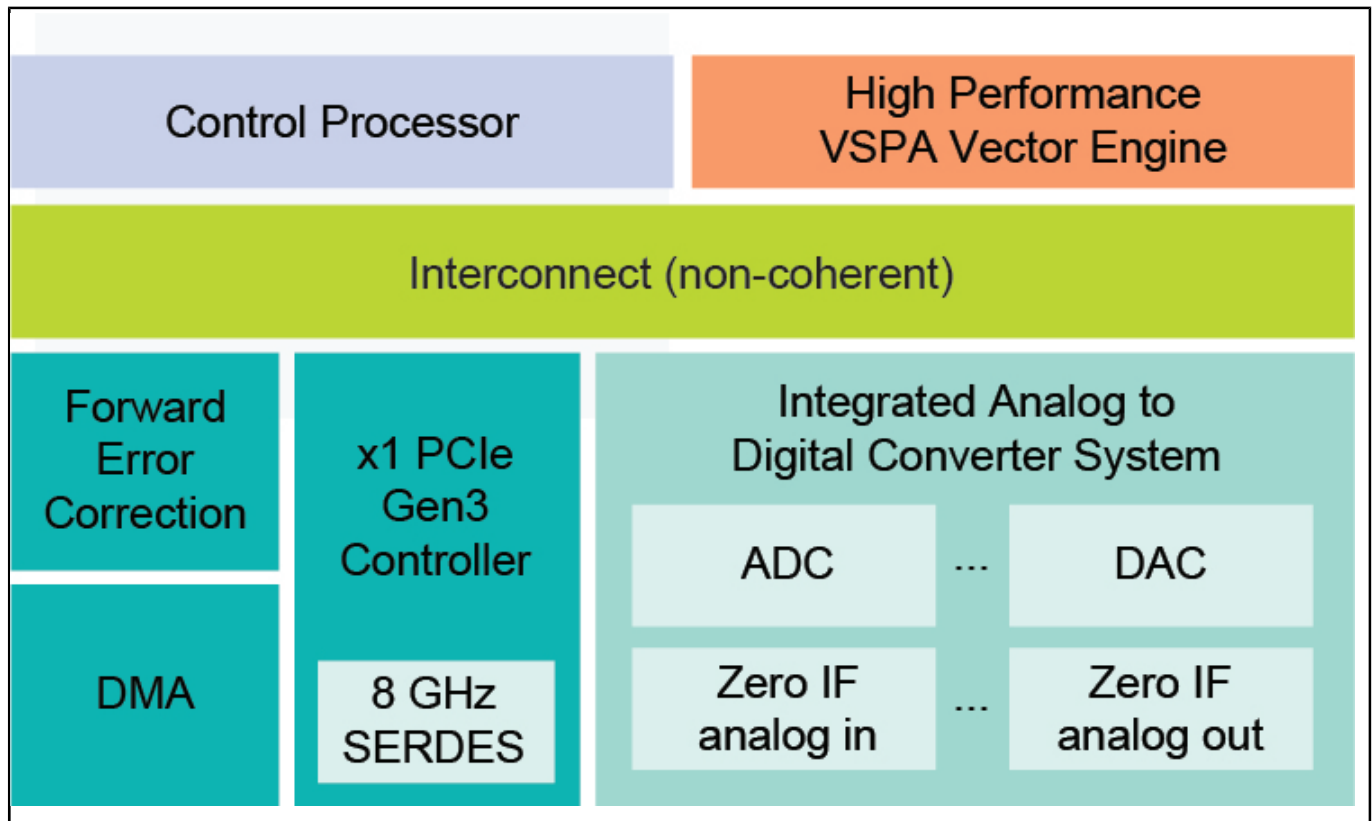 Control Processor
High Performance
VSPA Vector Engine
Interconnect (non-coherent)
Forward
Error
Correction
DMA
x1 PCIe
Gen3
Controller
8 GHz
SERDES
Integrated Analog to
Digital Converter System
ADC
...
DAC
Zero IF
analog in
...
Zero IF
analog out